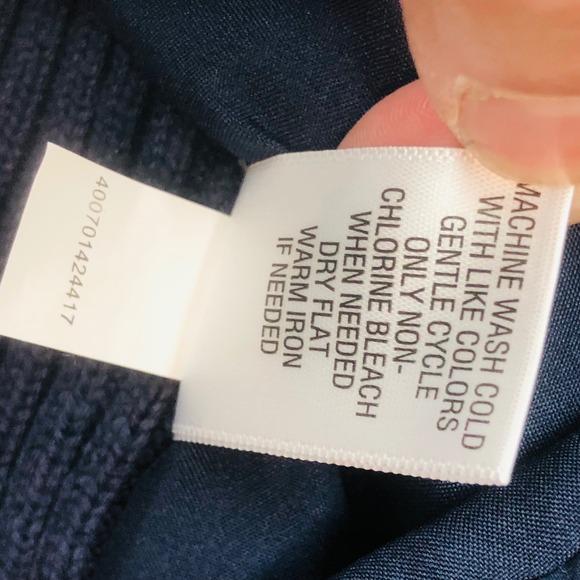 MACHINE WASH COLD
WITH LIKE COLORS
GENTLE CYCLE
ONLY NON-
CHLORINE BLEACH
WHEN NEEDED
DRY FLAT
WARM IRON
IF NEEDED
400701424417